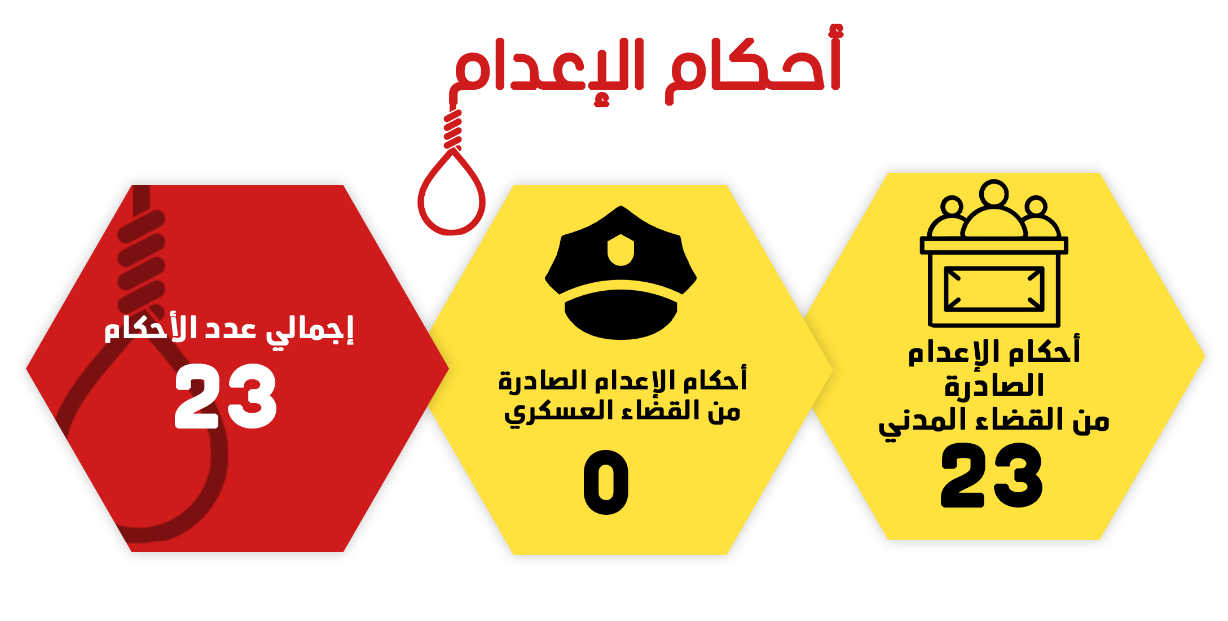 أحكام الإعدام
أحكام الإعدام
الصادرة
من القضاء المدني
23
أحكام الإعدام الصادرة
من القضاء العسكري
0
إجمالي عدد الأحكام
23